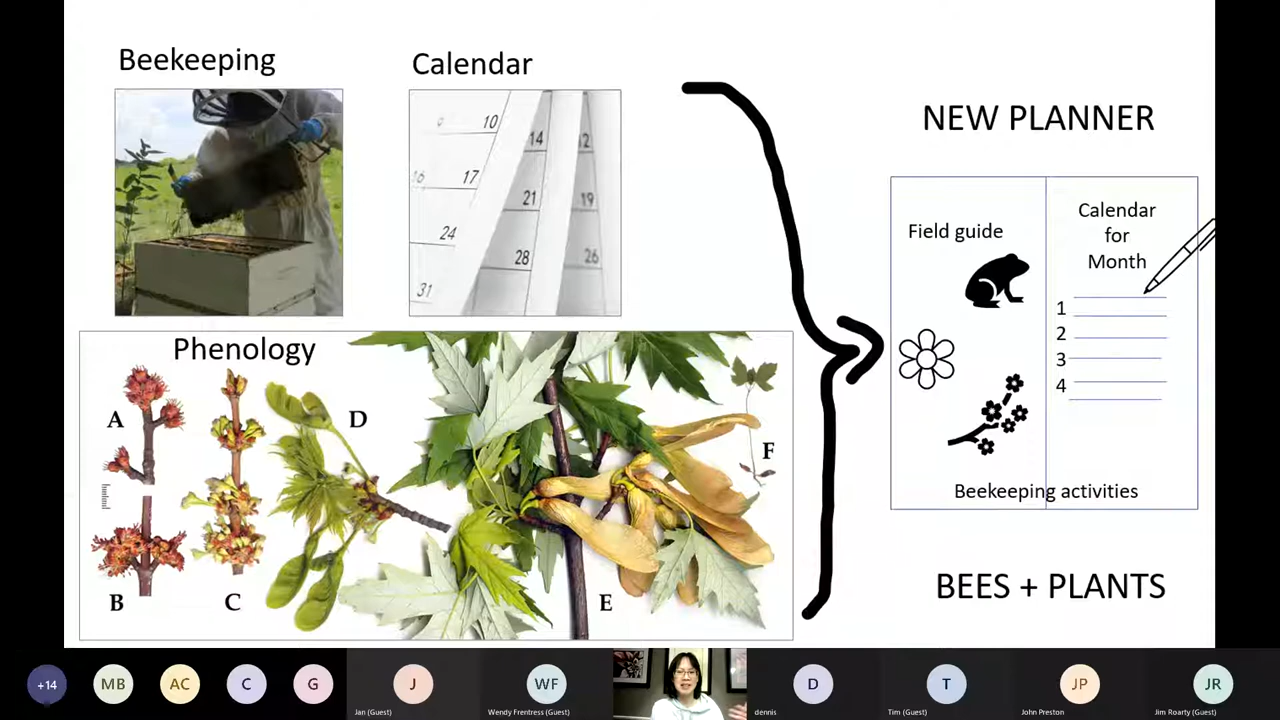 Beekeeping
Calendar
9 10
16 17
24
31
14
21
28
12
19
26
Phenology
A
B
C
D
E
F
NEW PLANNER
Field guide
Calendar
for
Month
1
2
3
4
Beekeeping activities
BEES + PLANTS
+14
MB
AC
C
G
J
Jan (Guest)
WF
Wendy Frentress (Guest)
D
dennis
T
Tim (Guest)
JP
John Preston
JR
Jim Roarty (Guest)